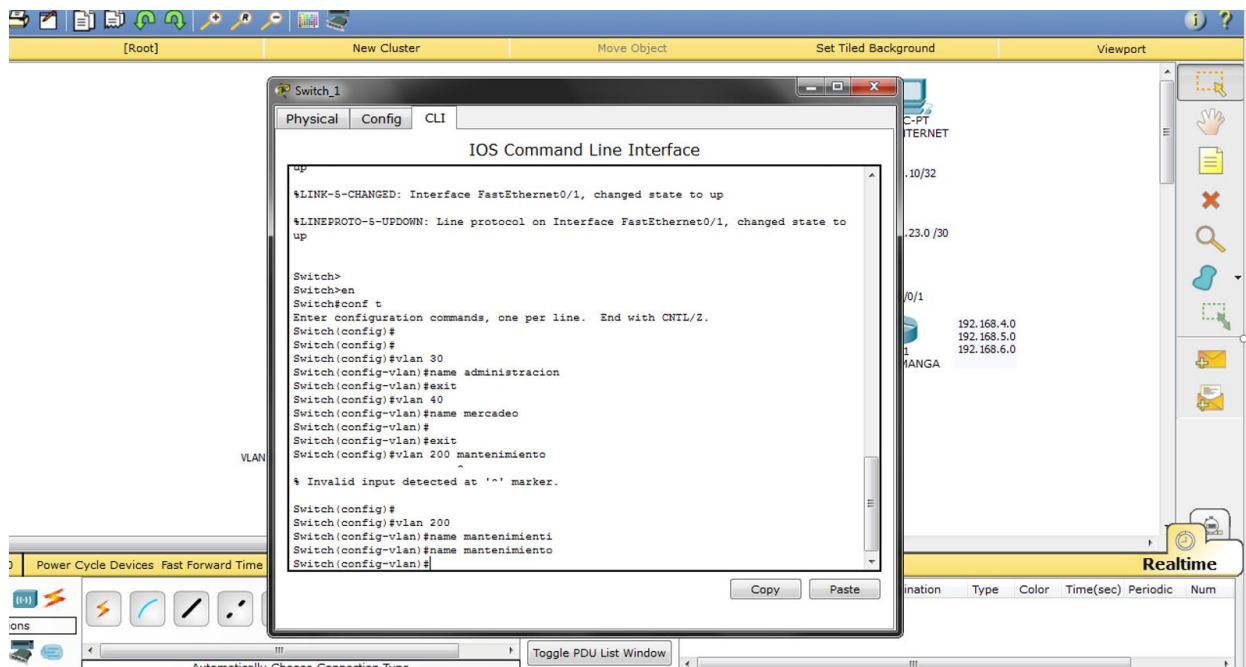 [Root] New Cluster Move Object Set Tiled Background Viewport
Switch_1
Physical Config CLI
IOS Command Line Interface
up
%LINK-5-CHANGED: Interface FastEthernet0/1, changed state to up
%LINEPROTO-5-UPDOWN: Line protocol on Interface FastEthernet0/1, changed state to
up
Switch>
Switch>en
Switch#conf t
Enter configuration commands, one per line. End with CNTL/Z.
Switch(config)#
Switch(config)#
Switch(config)#vlan 30
Switch(config-vlan)#name administracion
Switch(config-vlan)#exit
Switch(config)#vlan 40
Switch(config-vlan)#name mercadeo
Switch(config-vlan)#
Switch(config-vlan)#exit
Switch(config)#vlan 200 mantenimiento
^
% Invalid input detected at '^' marker.
Switch(config)#
Switch(config)#vlan 200
Switch(config-vlan)#name mantenimienti
Switch(config-vlan)#name mantenimiento
Switch(config-vlan)#
Copy Paste
C-PT
TERNET
.10/32
.23.0 /30
/0/1
192.168.4.0
192.168.5.0
192.168.6.0
1
MANGA
VLAN
Power Cycle Devices Fast Forward Time
Realtime
ination Type Color Time(sec) Periodic Num
ons
Toggle PDU List Window
Automatically Choose Connection Type